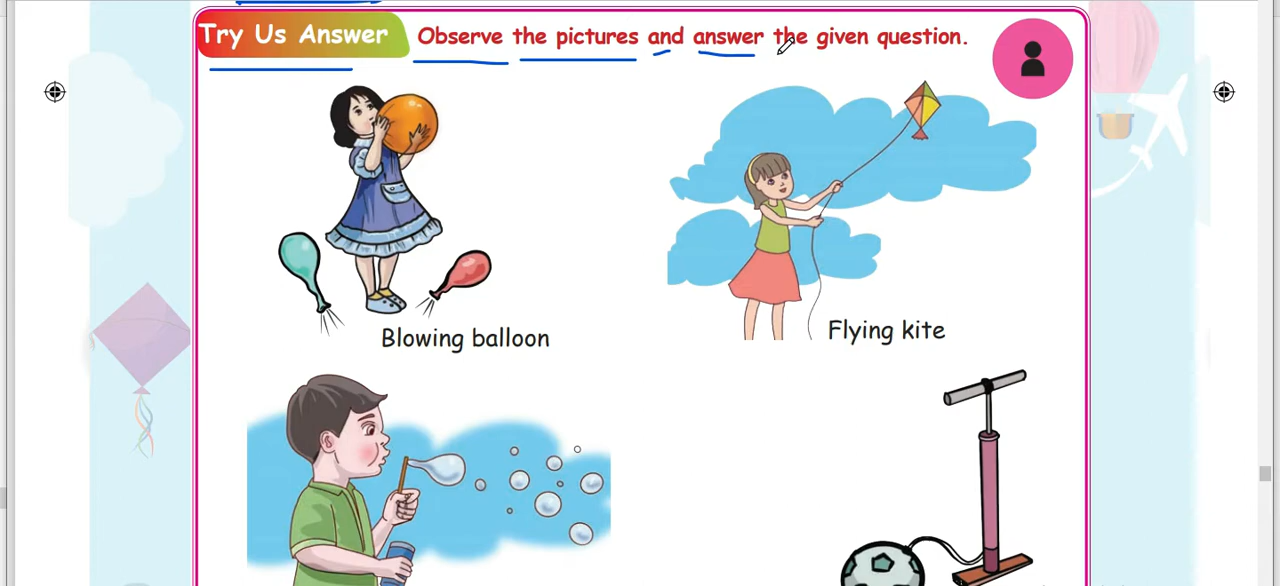 Try Us Answer Observe the pictures and answer the given question.
Blowing balloon
Flying kite